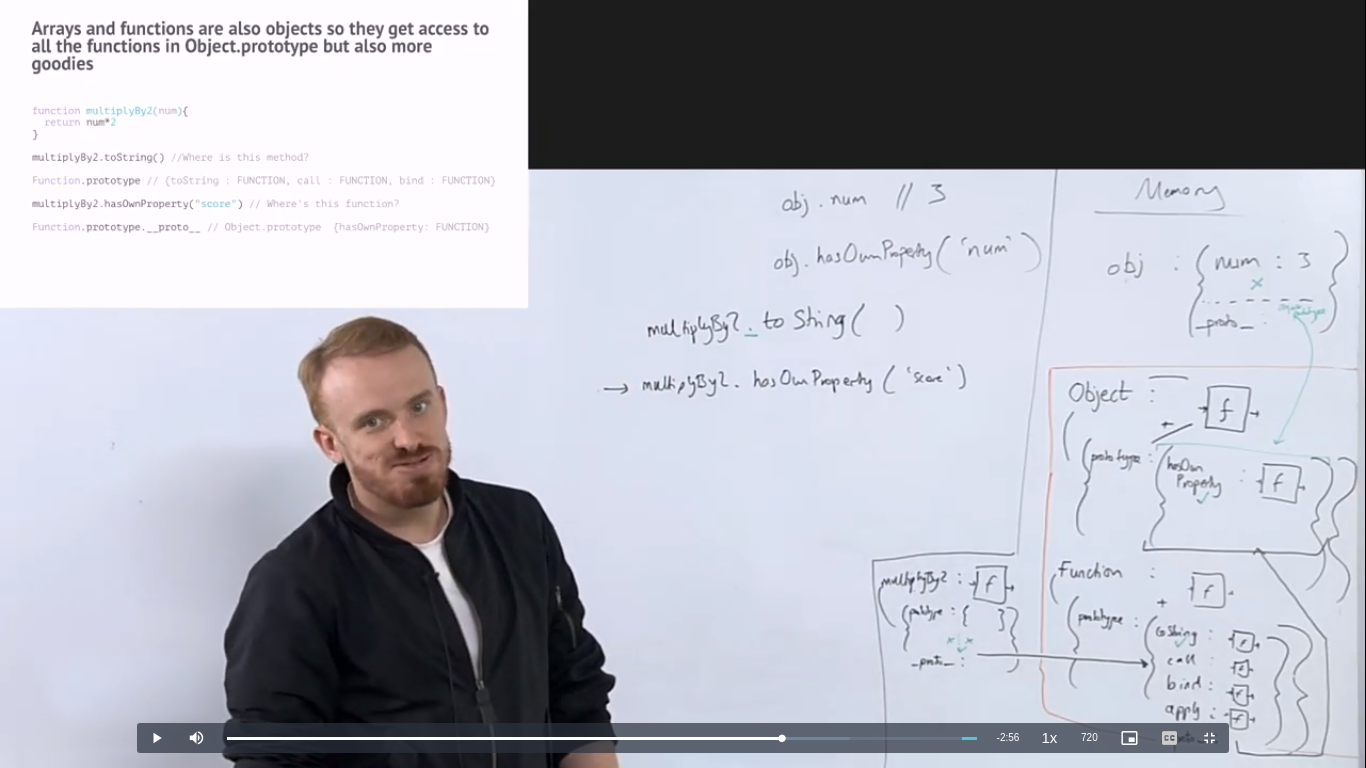 Arrays and functions are also objects so they get access to
all the functions in Object.prototype but also more
goodies
function multiplyBy2(num){
return num*2
}
multiplyBy2.toString() //Where is this method?
Function.prototype // {toString : FUNCTION, call : FUNCTION, bind : FUNCTION}
multiplyBy2.hasOwnProperty("score") // Where's this function?
Function.prototype.__proto__ // Object.prototype  {hasOwnProperty: FUNCTION}
obj.num // 3
obj.hasOwnProperty('num')
multiplyBy2.toString( )
→ multiplyBy2.hasOwnProperty('score')
Memory
obj : { num : 3
x
_proto_ :
}
Object : f
+
{ prototype : { hasOwn
Property : f } }
multiplyBy2 : f
{ prototype : { } }
x x
_proto_ :
Function : f
+
{ prototype : { toString : f
call : f
bind : f
apply : f
-2:56
1x
720
CC